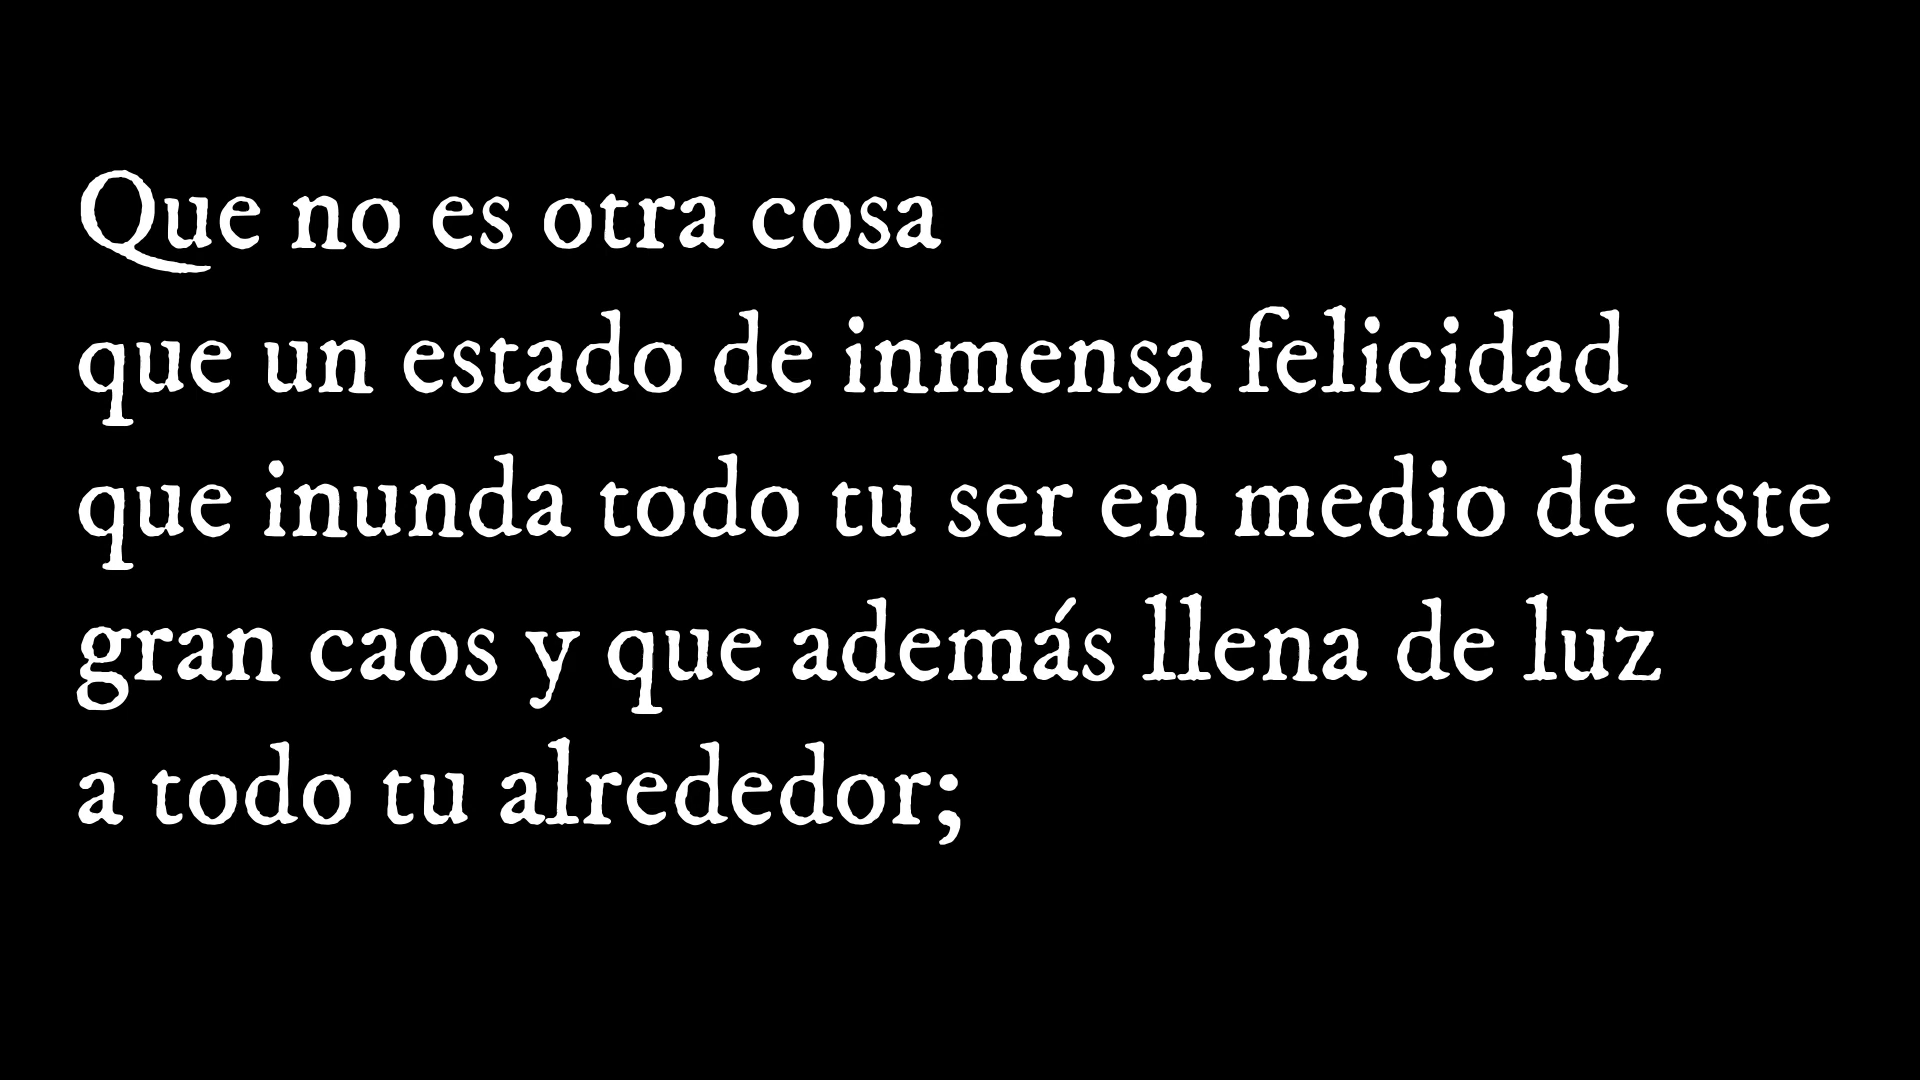 Que no es otra cosa
que un estado de inmensa felicidad
que inunda todo tu ser en medio de este
gran caos y que además llena de luz
a todo tu alrededor;